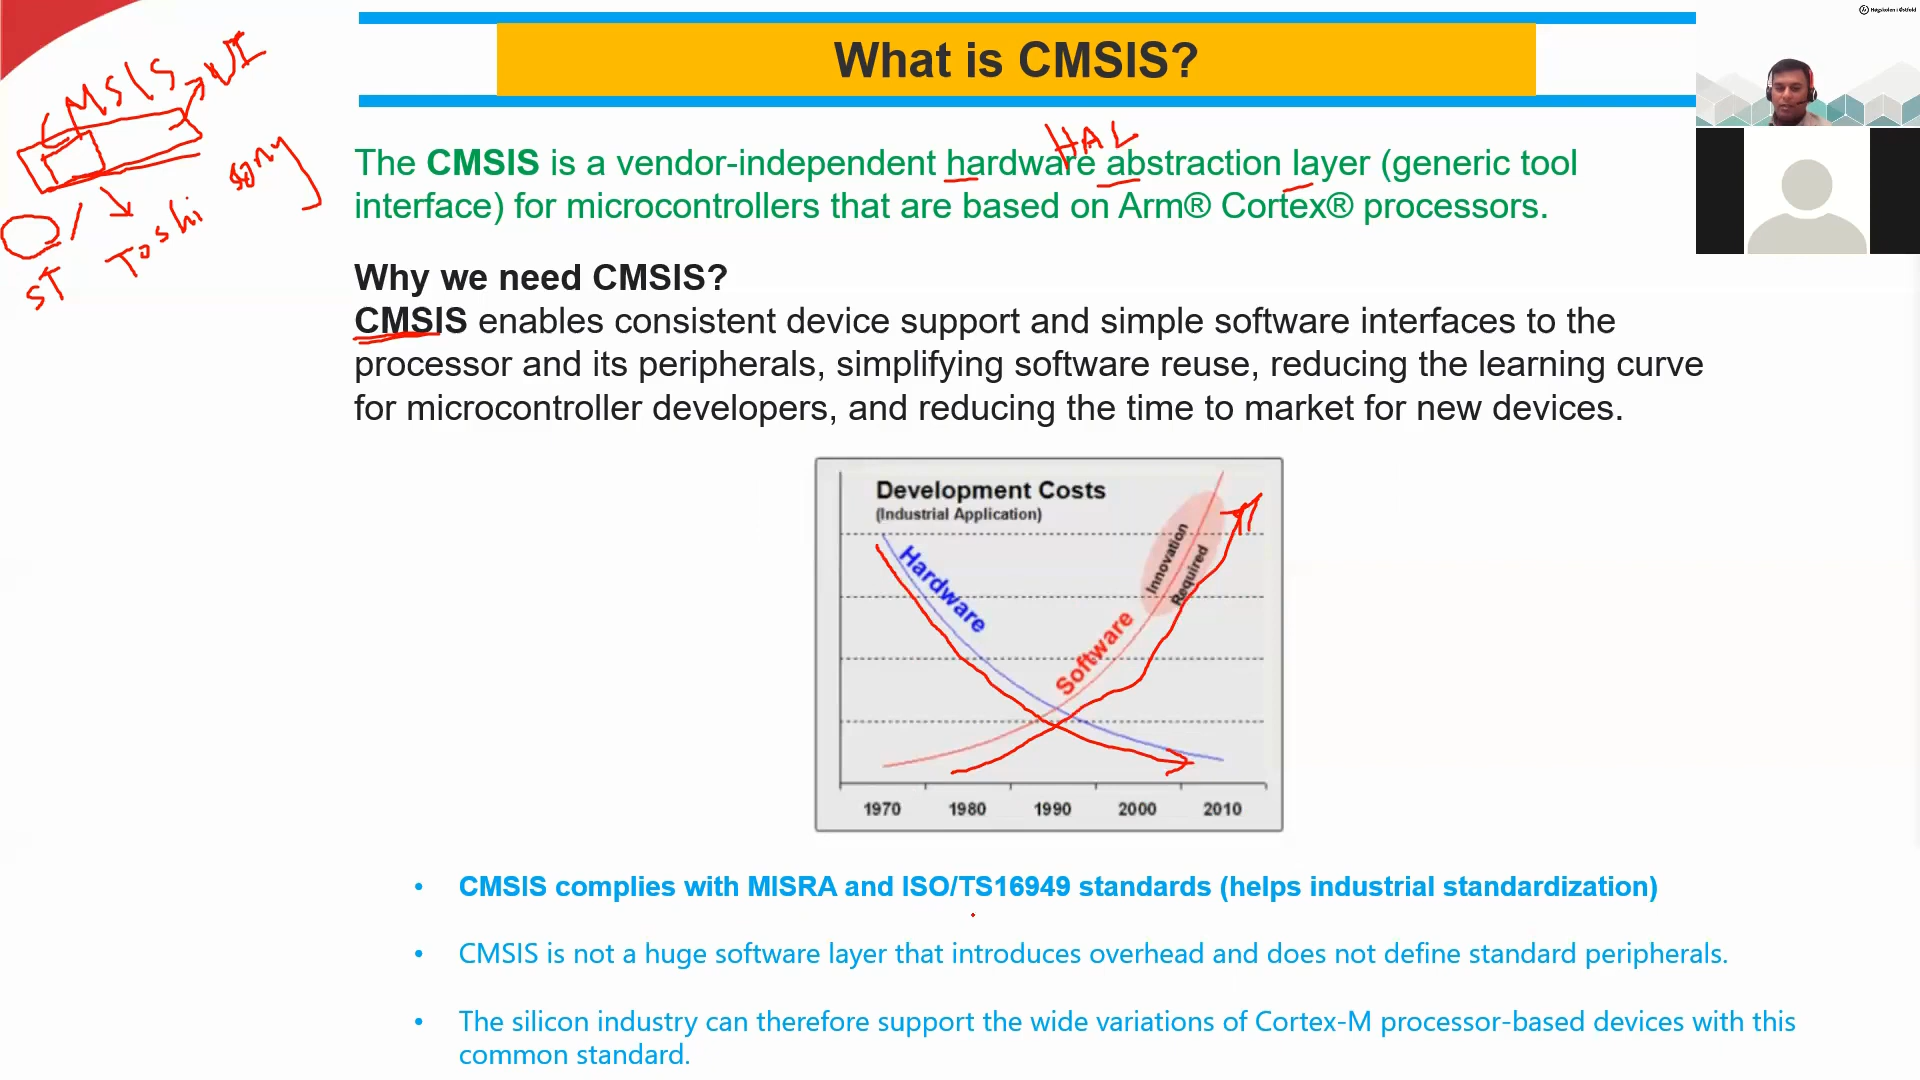 Høgskolen i Østfold
What is CMSIS?
CMSIS
NI
HAL
The CMSIS is a vendor-independent hardware abstraction layer (generic tool
interface) for microcontrollers that are based on Arm® Cortex® processors.
sony
Toshi
ST
Why we need CMSIS?
CMSIS enables consistent device support and simple software interfaces to the
processor and its peripherals, simplifying software reuse, reducing the learning curve
for microcontroller developers, and reducing the time to market for new devices.
Development Costs
(Industrial Application)
Hardware
Software
Innovation
Required
1970 1980 1990 2000 2010
• CMSIS complies with MISRA and ISO/TS16949 standards (helps industrial standardization)
• CMSIS is not a huge software layer that introduces overhead and does not define standard peripherals.
• The silicon industry can therefore support the wide variations of Cortex-M processor-based devices with this
common standard.